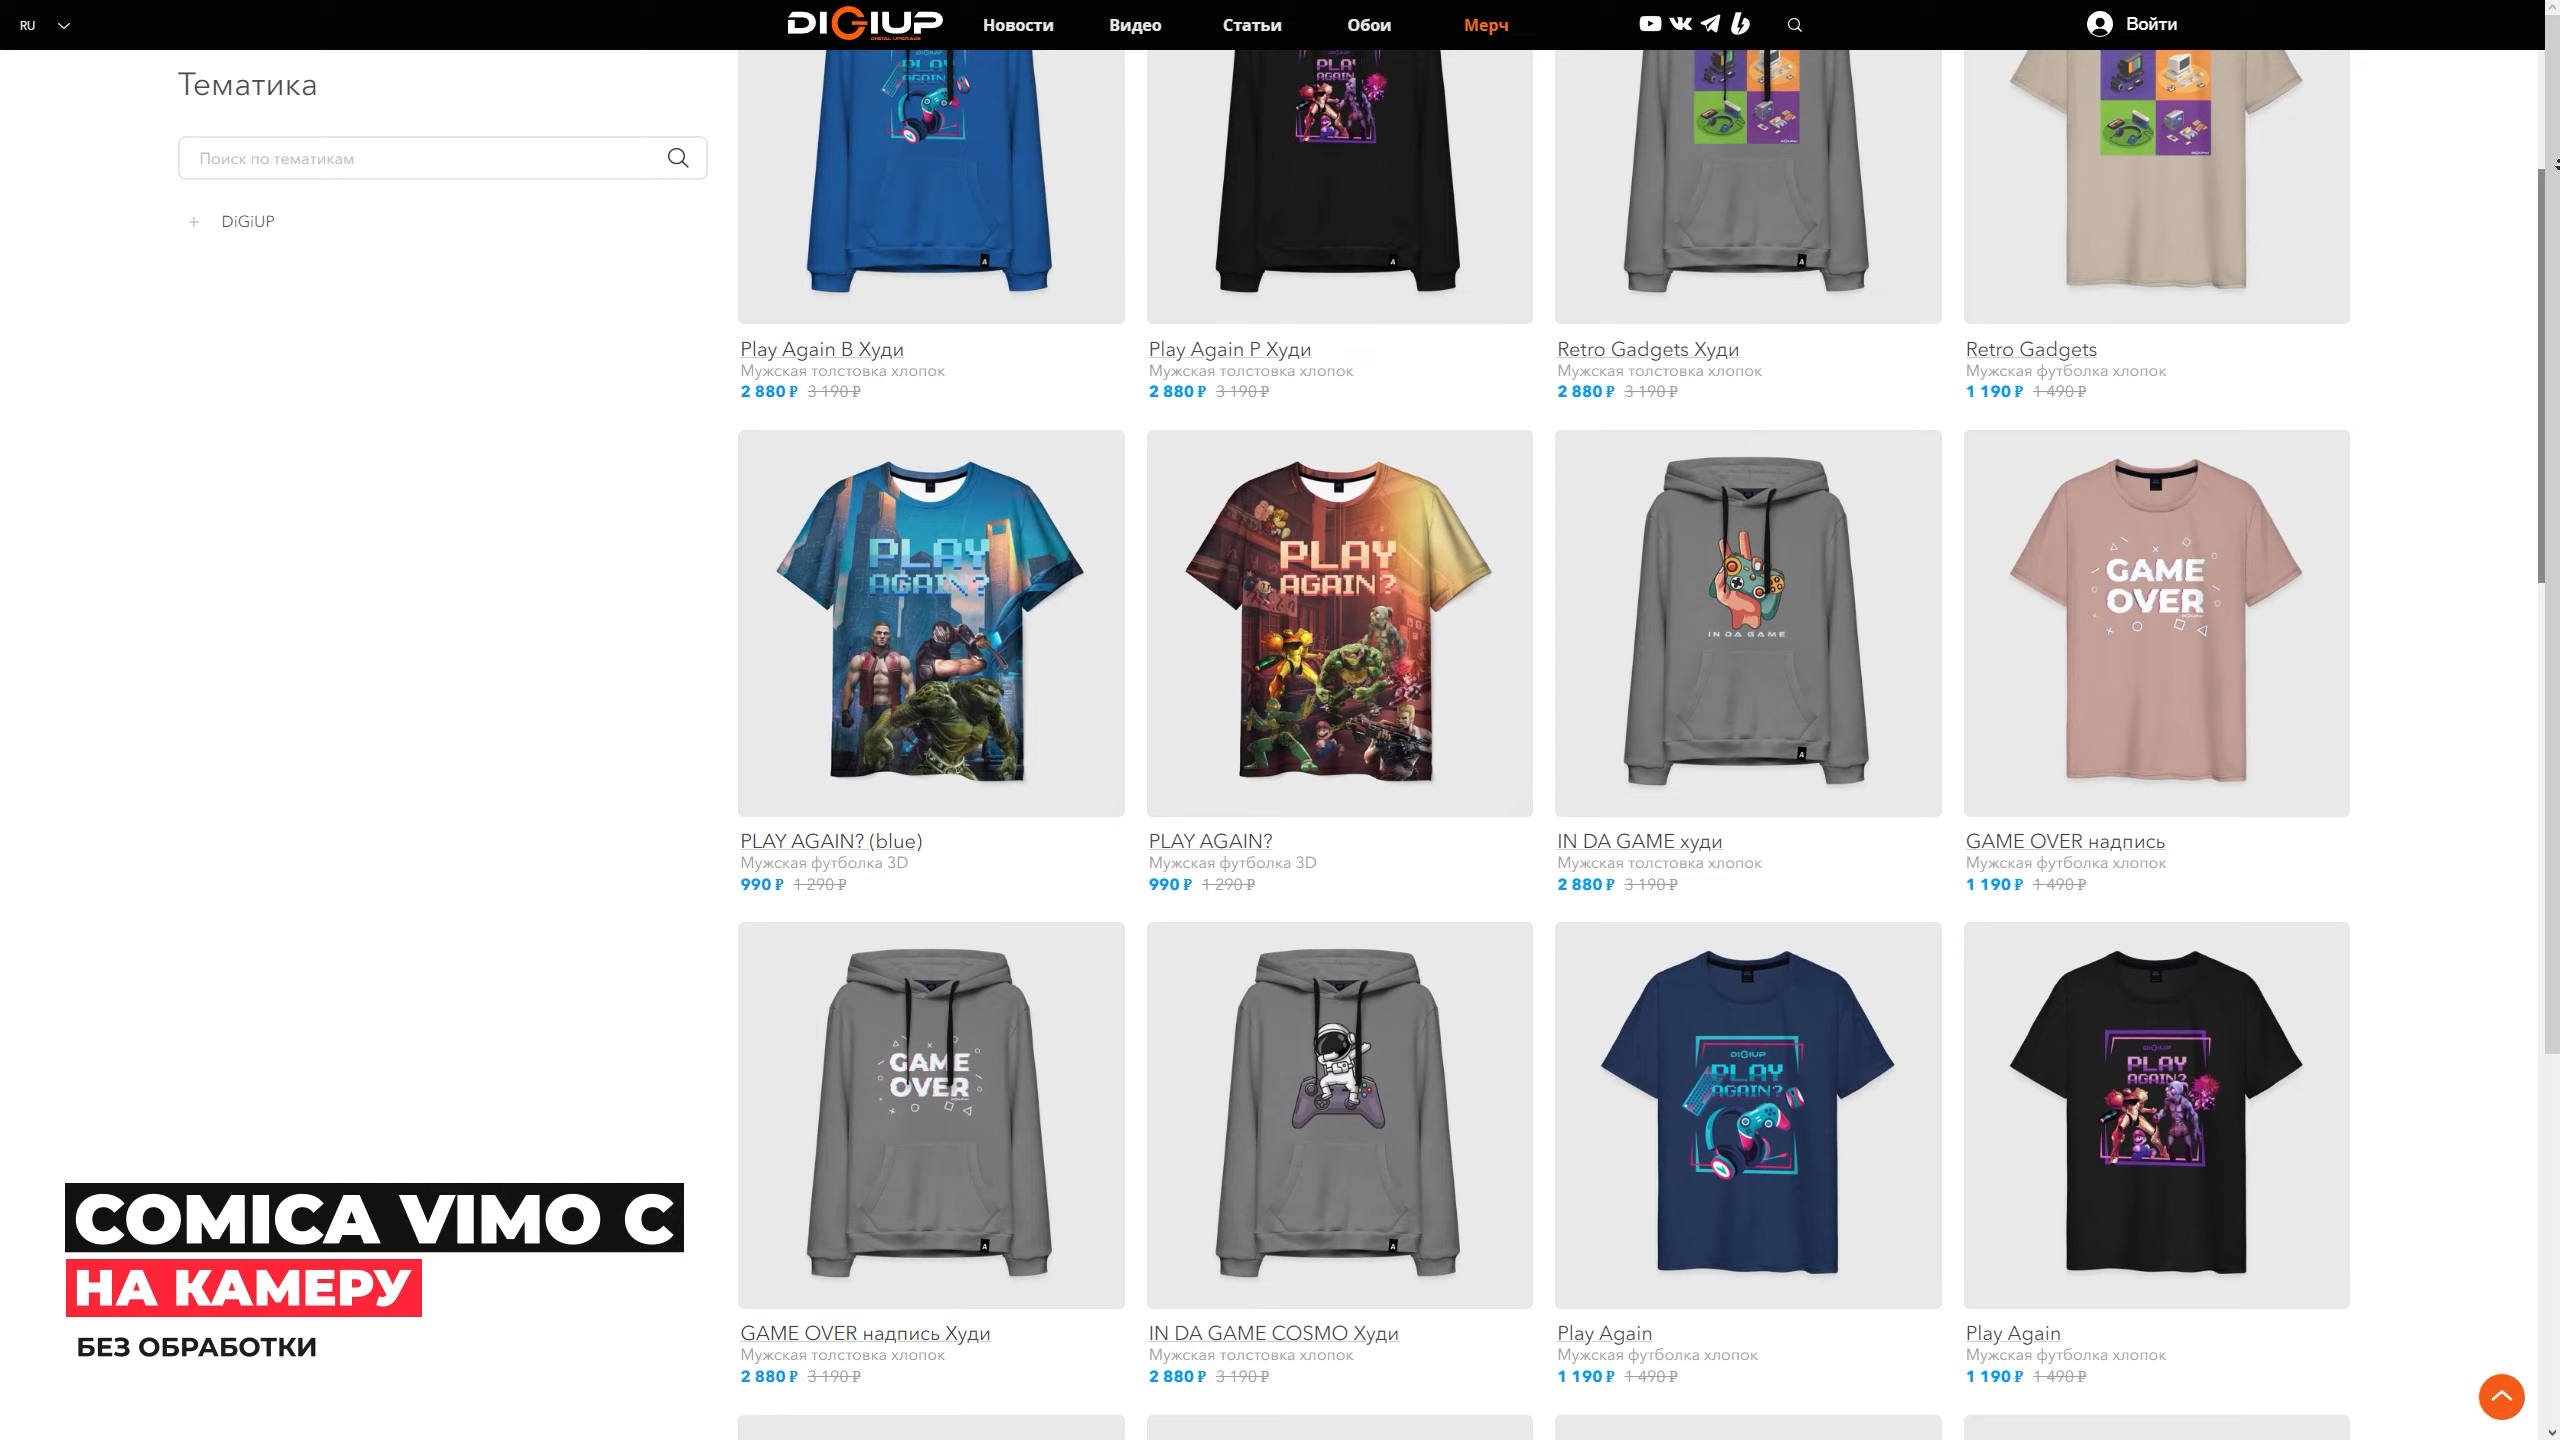 RU
DIGIUP
DIGITAL UPGRADE
Новости
Видео
Статьи
Обои
Мерч
Войти
Тематика
Поиск по тематикам
+ DiGiUP
PLAY
AGAIN
PLAY
AGAIN
Play Again B Худи
Мужская толстовка хлопок
2 880 ₽ 3 190 ₽
Play Again P Худи
Мужская толстовка хлопок
2 880 ₽ 3 190 ₽
Retro Gadgets Худи
Мужская толстовка хлопок
2 880 ₽ 3 190 ₽
Retro Gadgets
Мужская футболка хлопок
1 190 ₽ 1 490 ₽
PLAY
AGAIN?
PLAY
AGAIN?
IN DA GAME
GAME
OVER
PLAY AGAIN? (blue)
Мужская футболка 3D
990 ₽ 1 290 ₽
PLAY AGAIN?
Мужская футболка 3D
990 ₽ 1 290 ₽
IN DA GAME худи
Мужская толстовка хлопок
2 880 ₽ 3 190 ₽
GAME OVER надпись
Мужская футболка хлопок
1 190 ₽ 1 490 ₽
GAME
OVER
DIGIUP
PLAY
AGAIN?
DIGIUP
PLAY
AGAIN?
GAME OVER надпись Худи
Мужская толстовка хлопок
2 880 ₽ 3 190 ₽
IN DA GAME COSMO Худи
Мужская толстовка хлопок
2 880 ₽ 3 190 ₽
Play Again
Мужская футболка хлопок
1 190 ₽ 1 490 ₽
Play Again
Мужская футболка хлопок
1 190 ₽ 1 490 ₽
COMICA VIMO C
НА КАМЕРУ
БЕЗ ОБРАБОТКИ